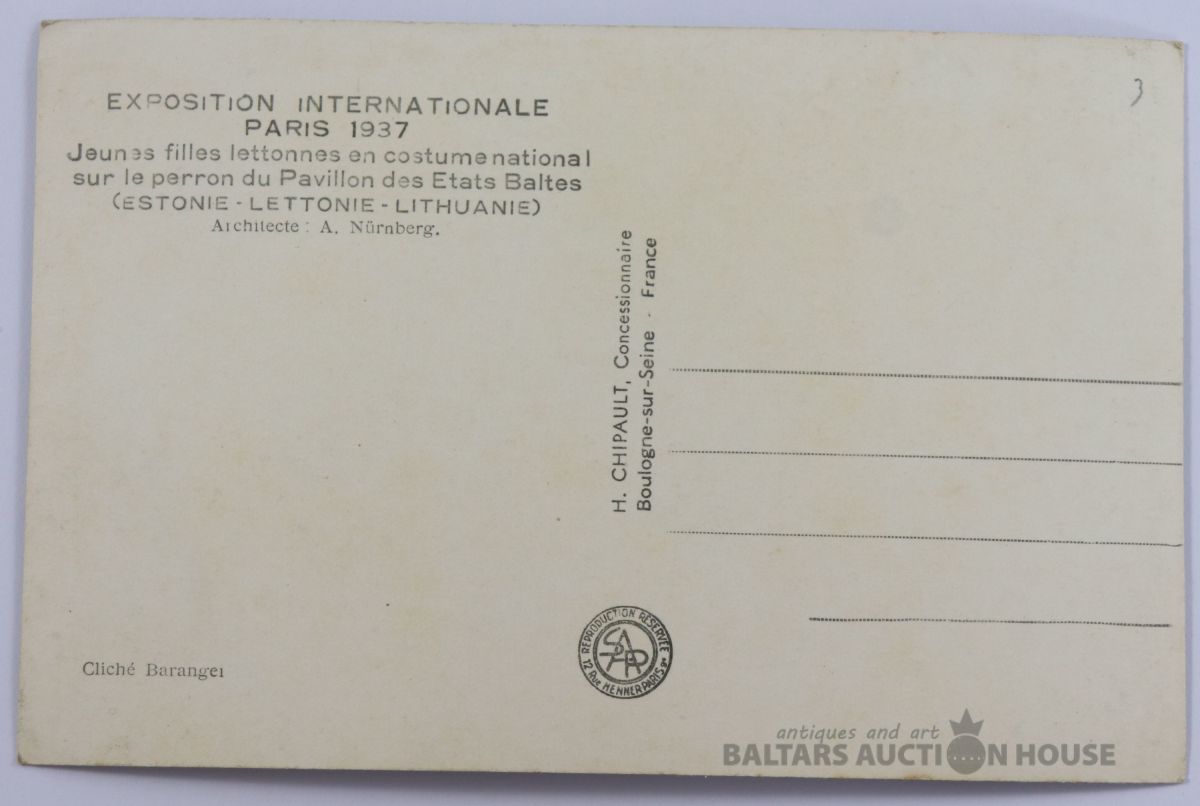 EXPOSITION INTERNATIONALE
PARIS 1937
Jeunes filles lettonnes en costume national
sur le perron du Pavillon des Etats Baltes
(ESTONIE - LETTONIE - LITHUANIE)
Architecte : A. Nürnberg.
3
H. CHIPAULT, Concessionnaire
Boulogne-sur-Seine - France
REPRODUCTION RÉSERVÉE
12 Rue HENNER PARIS 9e
Cliché Baranger
antiques and art
BALTARS AUCTION HOUSE